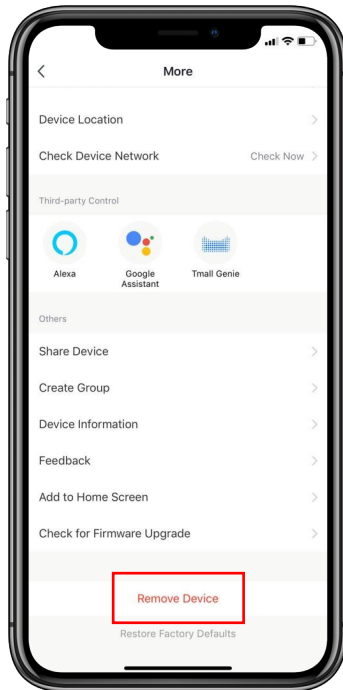 More
Device Location
Check Device Network Check Now
Third-party Control
Alexa Google Assistant Tmall Genie
Others
Share Device
Create Group
Device Information
Feedback
Add to Home Screen
Check for Firmware Upgrade
Remove Device
Restore Factory Defaults